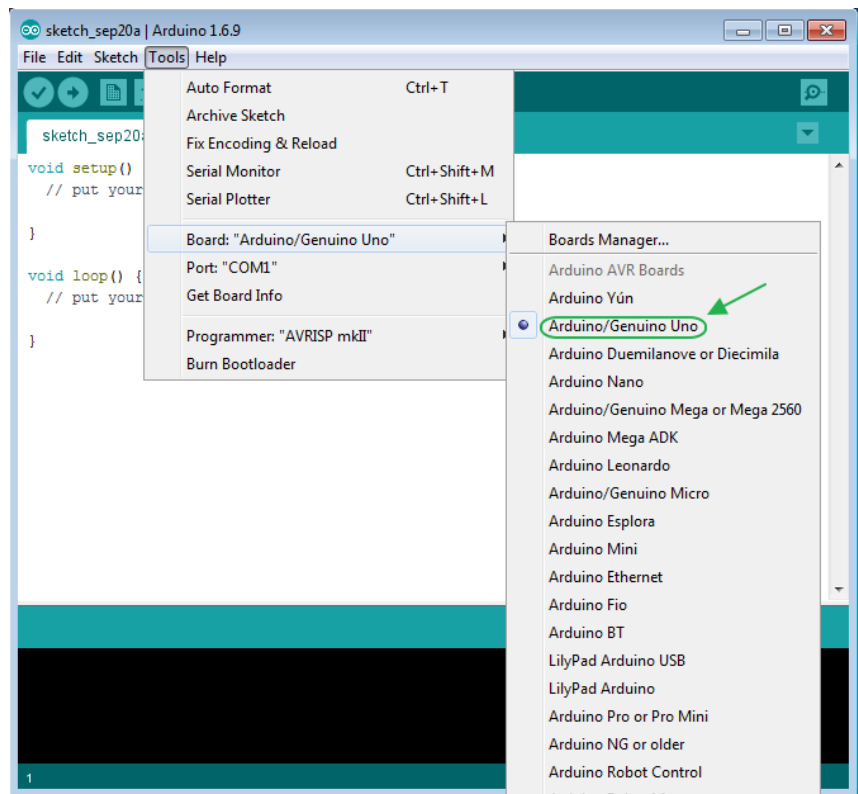 sketch_sep20a | Arduino 1.6.9
File Edit Sketch Tools Help
sketch_sep20a
void setup()
// put your
}
void loop() {
// put your
}
Auto Format Ctrl+T
Archive Sketch
Fix Encoding & Reload
Serial Monitor Ctrl+Shift+M
Serial Plotter Ctrl+Shift+L
Board: "Arduino/Genuino Uno"
Port: "COM1"
Get Board Info
Programmer: "AVRISP mkII"
Burn Bootloader
Boards Manager...
Arduino AVR Boards
Arduino Yún
Arduino/Genuino Uno
Arduino Duemilanove or Diecimila
Arduino Nano
Arduino/Genuino Mega or Mega 2560
Arduino Mega ADK
Arduino Leonardo
Arduino/Genuino Micro
Arduino Esplora
Arduino Mini
Arduino Ethernet
Arduino Fio
Arduino BT
LilyPad Arduino USB
LilyPad Arduino
Arduino Pro or Pro Mini
Arduino NG or older
Arduino Robot Control
1